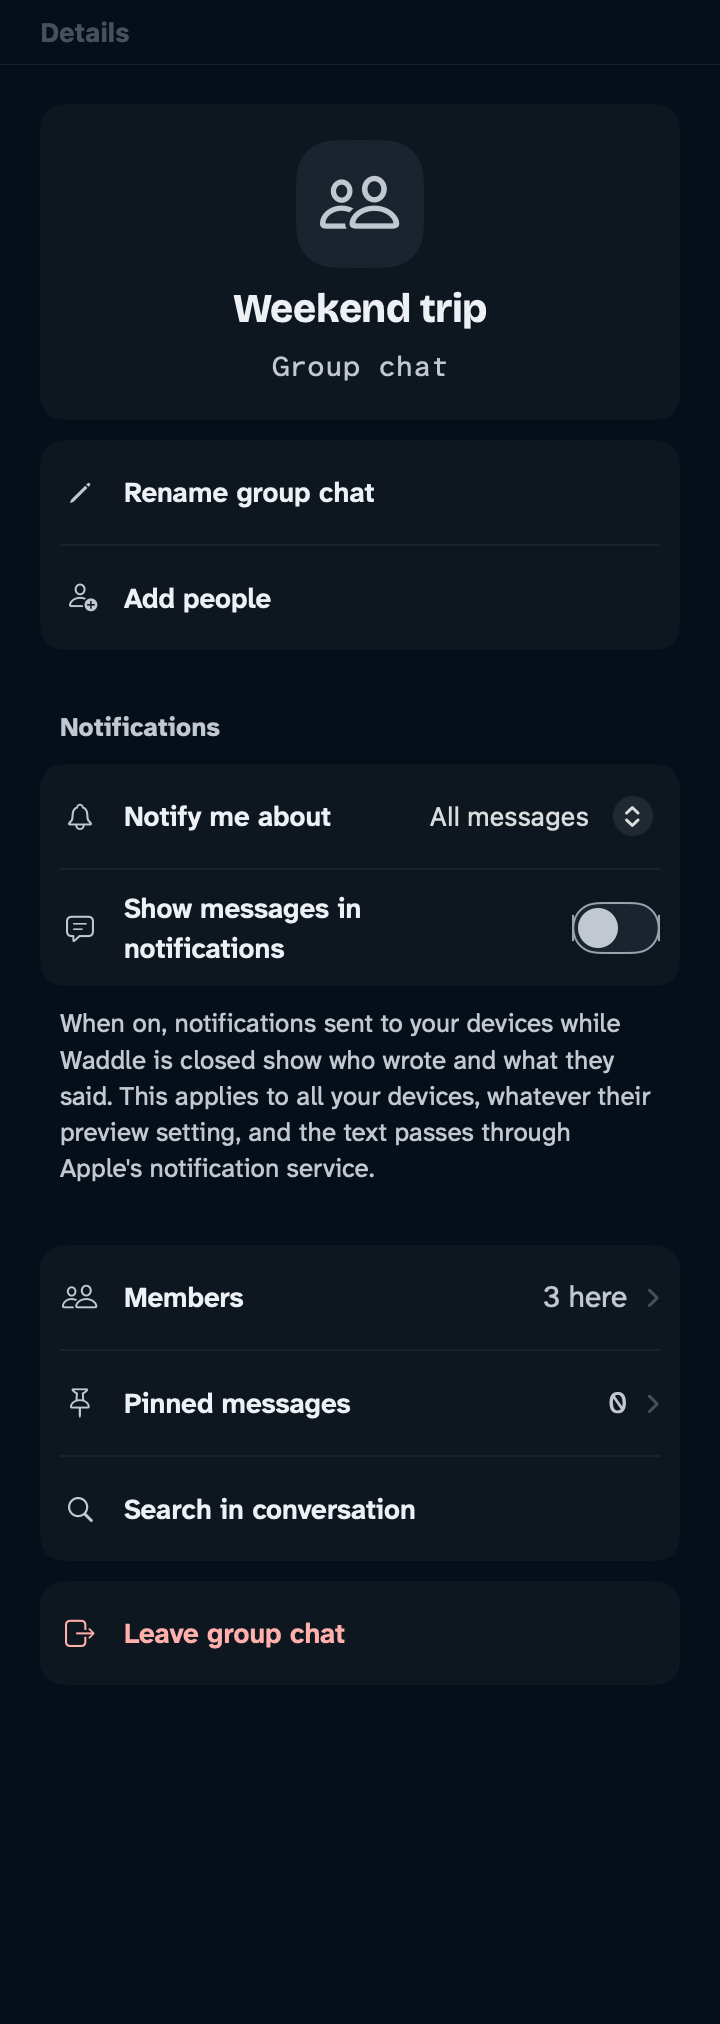 Details
Weekend trip
Group chat
Rename group chat
Add people
Notifications
Notify me about
All messages
Show messages in
notifications
When on, notifications sent to your devices while
Waddle is closed show who wrote and what they
said. This applies to all your devices, whatever their
preview setting, and the text passes through
Apple's notification service.
Members
3 here
Pinned messages
0
Search in conversation
Leave group chat